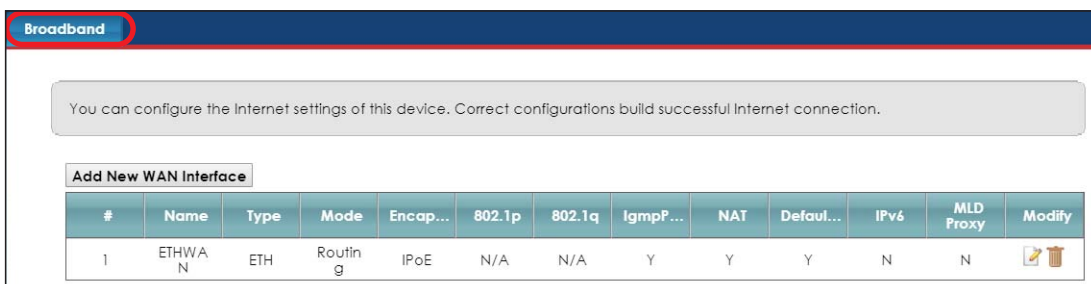 Broadband
You can configure the Internet settings of this device. Correct configurations build successful Internet connection.
Add New WAN Interface
# Name Type Mode Encap... 802.1p 802.1q IgmpP... NAT Defaul... IPv6 MLD Proxy Modify
1 ETHWAN ETH Routing IPoE N/A N/A Y Y Y N N